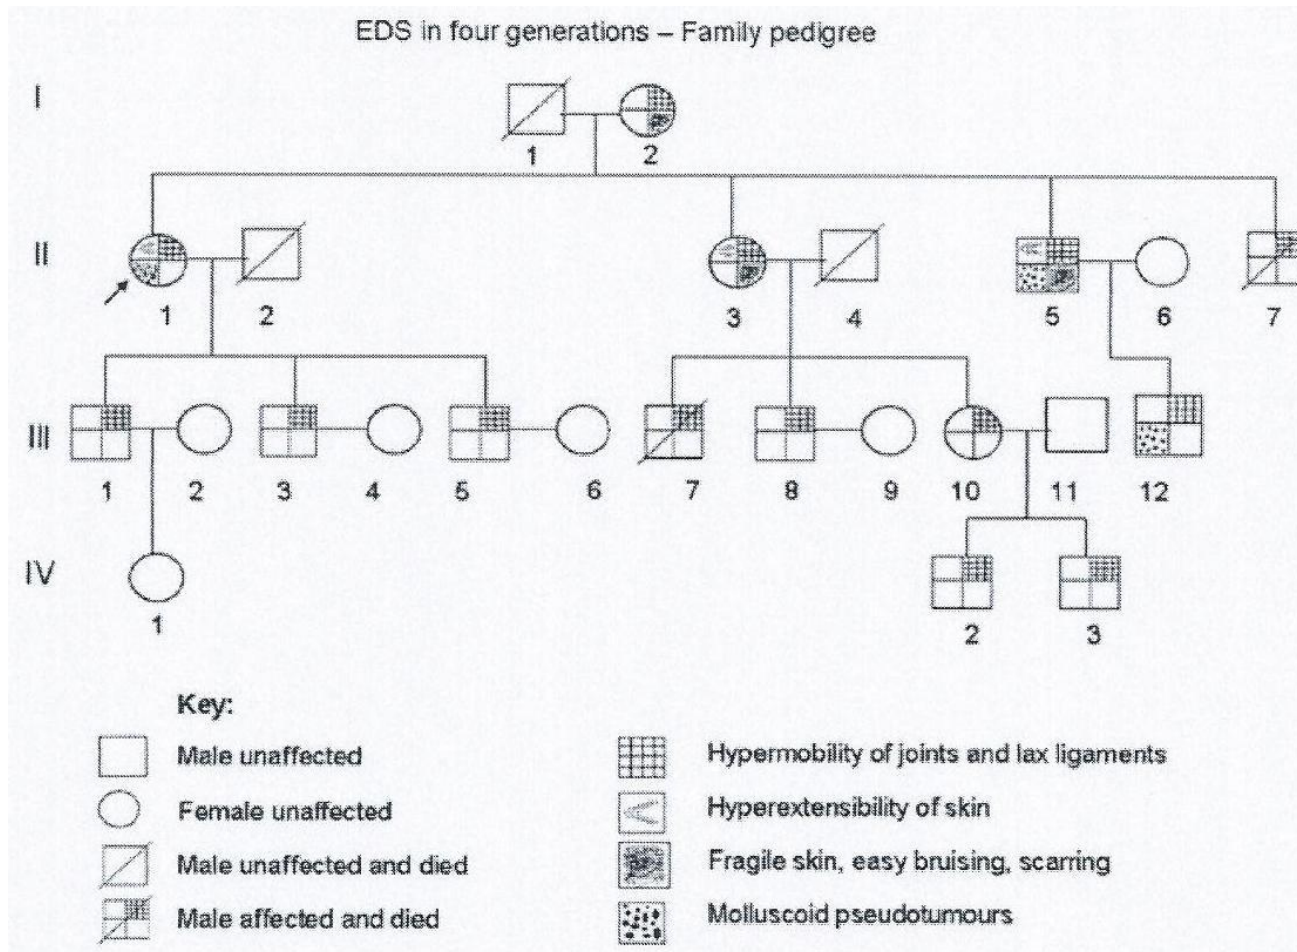 EDS in four generations – Family pedigree
I
1 2
II
1 2 3 4 5 6 7
III
1 2 3 4 5 6 7 8 9 10 11 12
IV
1 2 3
Key:
Male unaffected
Female unaffected
Male unaffected and died
Male affected and died
Hypermobility of joints and lax ligaments
Hyperextensibility of skin
Fragile skin, easy bruising, scarring
Molluscoid pseudotumours